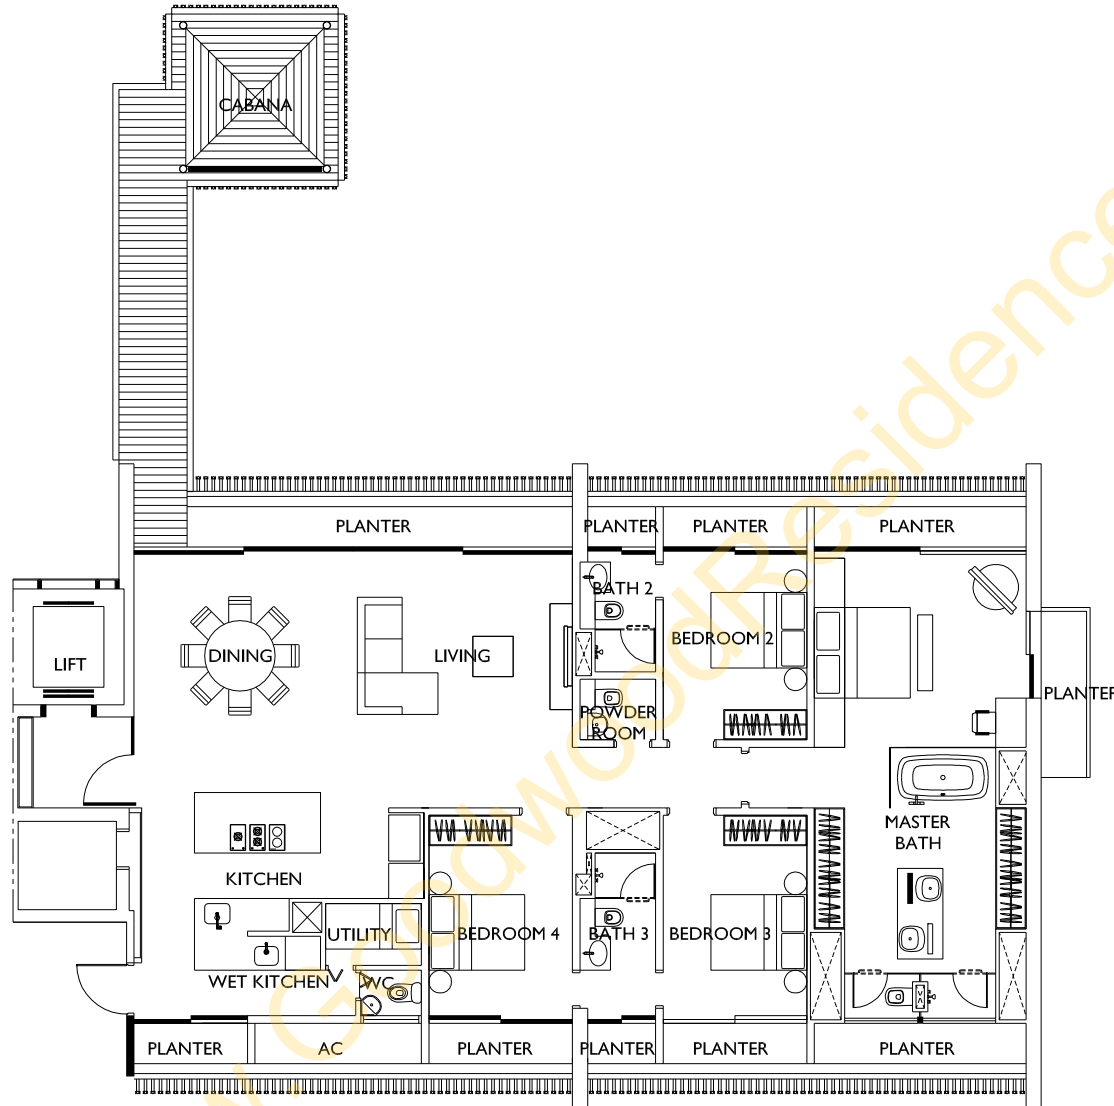 CABANA
PLANTER
PLANTER
PLANTER
PLANTER
BATH 2
BEDROOM 2
LIFT
DINING
LIVING
PLANTER
POWDER
ROOM
MASTER
BATH
KITCHEN
UTILITY
BEDROOM 4
BATH 3
BEDROOM 3
WET KITCHEN
WC
PLANTER
AC
PLANTER
PLANTER
PLANTER
PLANTER
w.GoodwoodResidence